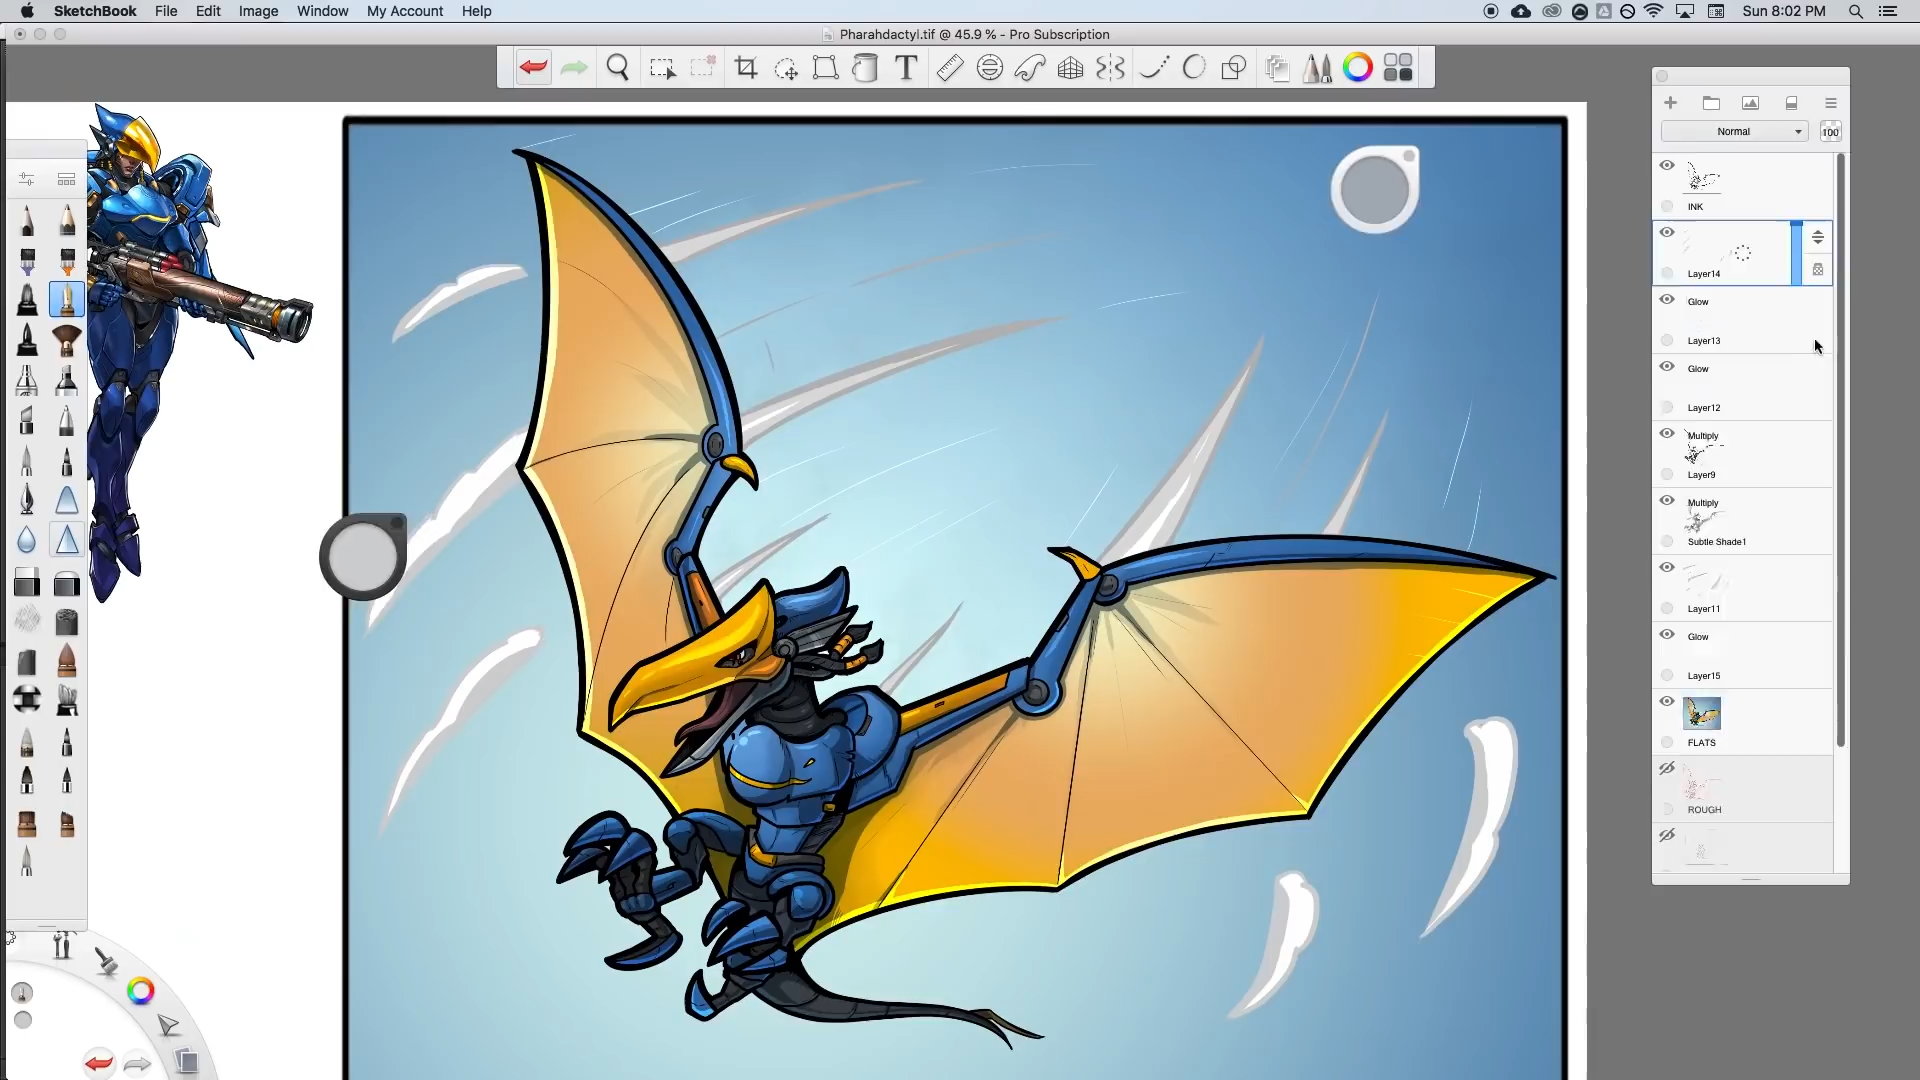 SketchBook File Edit Image Window My Account Help Sun 8:02 PM
Pharahdactyl.tif @ 45.9 % - Pro Subscription
T
Normal 100
INK
Layer14
Glow
Layer13
Glow
Layer12
Multiply
Layer9
Multiply
Subtle Shade1
Layer11
Glow
Layer15
FLATS
ROUGH